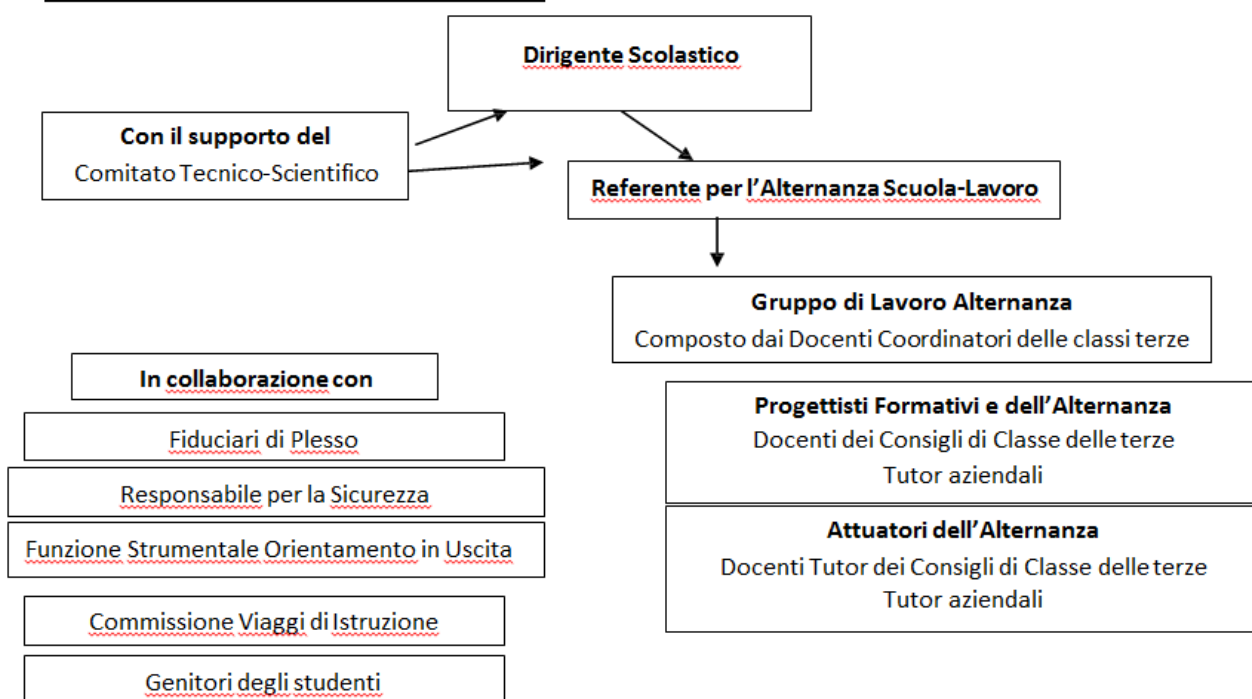 Dirigente Scolastico
Con il supporto del
Comitato Tecnico-Scientifico
Referente per l’Alternanza Scuola-Lavoro
Gruppo di Lavoro Alternanza
Composto dai Docenti Coordinatori delle classi terze
In collaborazione con
Fiduciari di Plesso
Responsabile per la Sicurezza
Funzione Strumentale Orientamento in Uscita
Commissione Viaggi di Istruzione
Genitori degli studenti
Progettisti Formativi e dell’Alternanza
Docenti dei Consigli di Classe delle terze
Tutor aziendali
Attuatori dell’Alternanza
Docenti Tutor dei Consigli di Classe delle terze
Tutor aziendali